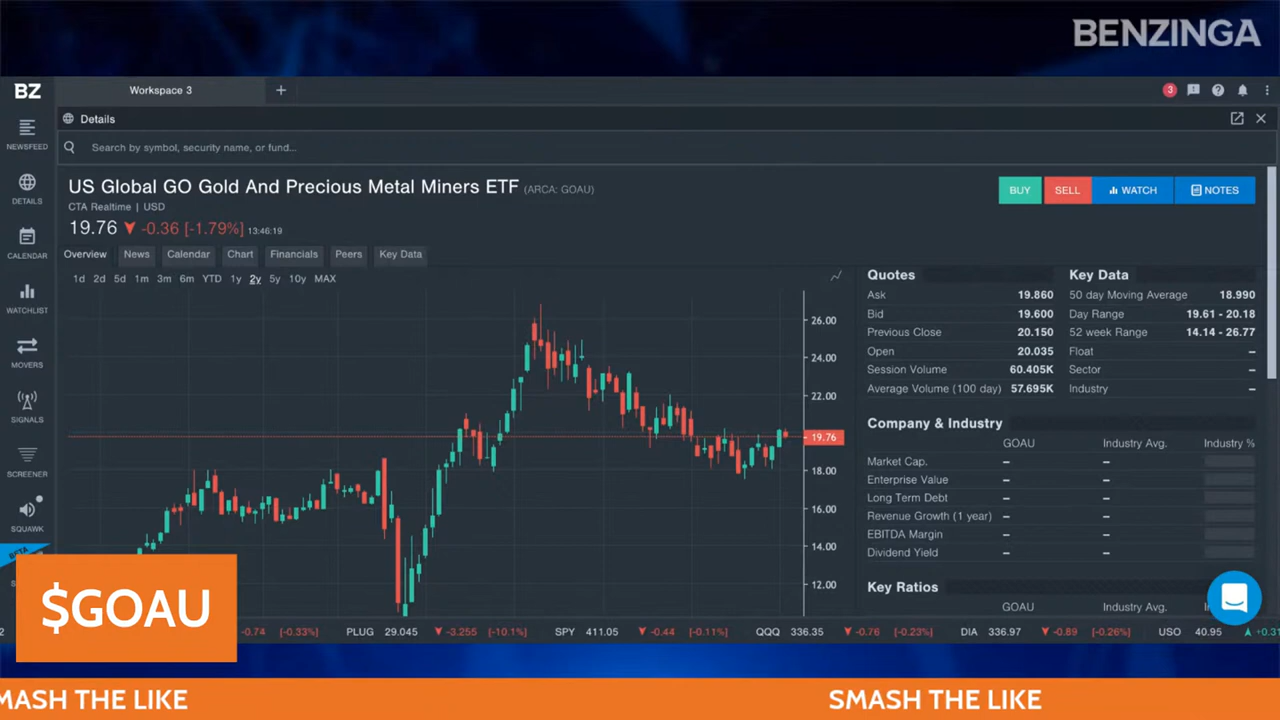 BENZINGA
BZ
Workspace 3
+
3
NEWSFEED
Details
Search by symbol, security name, or fund...
DETAILS
US Global GO Gold And Precious Metal Miners ETF (ARCA: GOAU)
BUY
SELL
WATCH
NOTES
CTA Realtime | USD
19.76 ▼ -0.36 [-1.79%] 13:46:19
CALENDAR
Overview News Calendar Chart Financials Peers Key Data
1d 2d 5d 1m 3m 6m YTD 1y 2y 5y 10y MAX
WATCHLIST
MOVERS
SIGNALS
SCREENER
SQUAWK
BETA
26.00
24.00
22.00
19.76
18.00
16.00
14.00
12.00
Quotes
Ask 19.860
Bid 19.600
Previous Close 20.150
Open 20.035
Session Volume 60.405K
Average Volume (100 day) 57.695K
Key Data
50 day Moving Average 18.990
Day Range 19.61 - 20.18
52 week Range 14.14 - 26.77
Float –
Sector –
Industry –
Company & Industry
GOAU Industry Avg. Industry %
Market Cap. – –
Enterprise Value – –
Long Term Debt – –
Revenue Growth (1 year) – –
EBITDA Margin – –
Dividend Yield – –
Key Ratios
GOAU Industry Avg.
$GOAU
-0.74 [-0.33%] PLUG 29.045 ▼ -3.255 [-10.1%] SPY 411.05 ▼ -0.44 [-0.11%] QQQ 336.35 ▼ -0.76 [-0.23%] DIA 336.97 ▼ -0.89 [-0.26%] USO 40.95 ▲ +0.31
MASH THE LIKE
SMASH THE LIKE